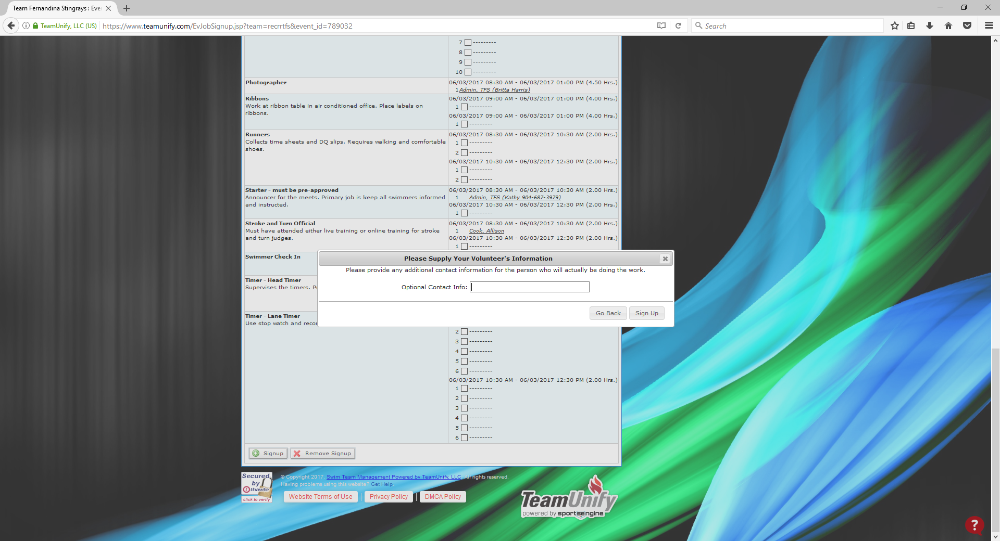 Team Fernandina Stingrays : Eve
TeamUnify, LLC (US)
https://www.teamunify.com/EvJobSignup.jsp?team=recrrtfs&event_id=789032
Search
7 ---------
8 ---------
9 ---------
10 ---------
Photographer
06/03/2017 08:30 AM - 06/03/2017 01:00 PM (4.50 Hrs.)
1 Admin, TFS (Britta Harris)
Ribbons
Work at ribbon table in air conditioned office. Place labels on
ribbons.
06/03/2017 09:00 AM - 06/03/2017 01:00 PM (4.00 Hrs.)
1 ---------
06/03/2017 09:00 AM - 06/03/2017 01:00 PM (4.00 Hrs.)
1 ---------
Runners
Collects time sheets and DQ slips. Requires walking and comfortable
shoes.
06/03/2017 08:30 AM - 06/03/2017 10:30 AM (2.00 Hrs.)
1 ---------
2 ---------
06/03/2017 10:30 AM - 06/03/2017 12:30 PM (2.00 Hrs.)
1 ---------
2 ---------
Starter - must be pre-approved
Announcer for the meets. Primary job is keep all swimmers informed
and instructed.
06/03/2017 08:30 AM - 06/03/2017 10:30 AM (2.00 Hrs.)
1 Admin, TFS (Kathy 904-687-3979)
06/03/2017 10:30 AM - 06/03/2017 12:30 PM (2.00 Hrs.)
1 ---------
Stroke and Turn Official
Must have attended either live training or online training for stroke
and turn judges.
06/03/2017 08:30 AM - 06/03/2017 10:30 AM (2.00 Hrs.)
1 Cook, Allison
06/03/2017 10:30 AM - 06/03/2017 12:30 PM (2.00 Hrs.)
1 ---------
Swimmer Check In
Timer - Head Timer
Supervises the timers.
Timer - Lane Timer
Use stop watch and
Please Supply Your Volunteer's Information
Please provide any additional contact information for the person who will actually be doing the work.
Optional Contact Info:
Go Back
Sign Up
2 ---------
3 ---------
4 ---------
5 ---------
6 ---------
06/03/2017 10:30 AM - 06/03/2017 12:30 PM (2.00 Hrs.)
1 ---------
2 ---------
3 ---------
4 ---------
5 ---------
6 ---------
Signup
Remove Signup
Secured
by
thawte
click to verify
© Copyright 2017. Swim Team Management Powered by TeamUnify, LLC All rights reserved.
Having problems using this website? Get Help
Website Terms of Use | Privacy Policy | DMCA Policy
TeamUnify
powered by sportsengine
?